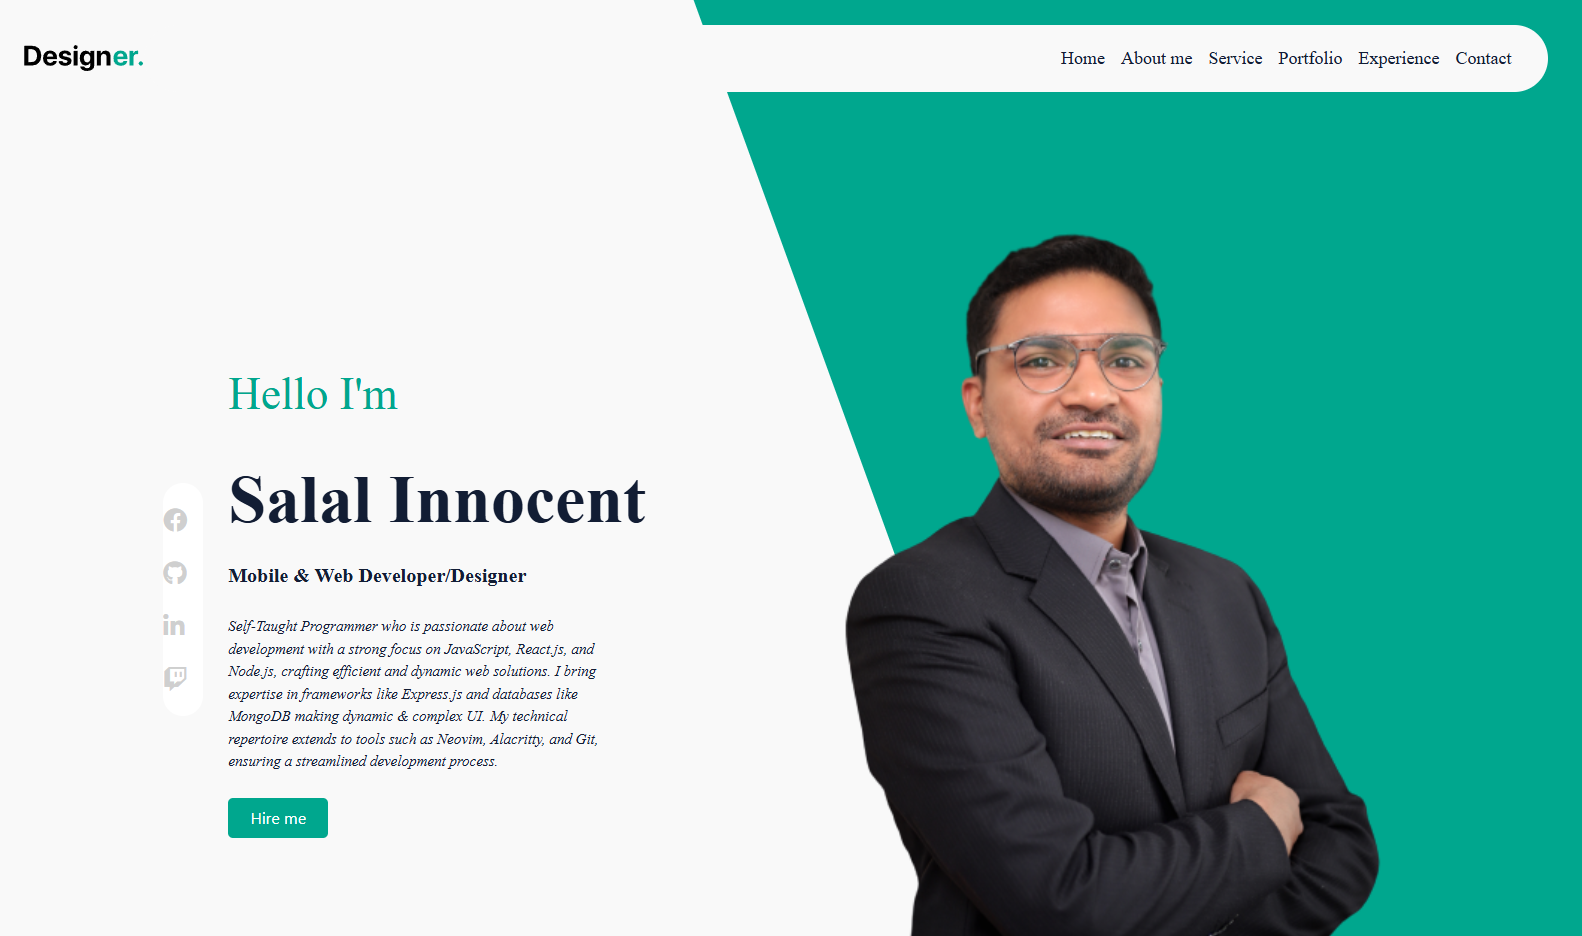 Designer.
Home About me Service Portfolio Experience Contact
Hello I'm
Salal Innocent
Mobile & Web Developer/Designer
Self-Taught Programmer who is passionate about web
development with a strong focus on JavaScript, React.js, and
Node.js, crafting efficient and dynamic web solutions. I bring
expertise in frameworks like Express.js and databases like
MongoDB making dynamic & complex UI. My technical
repertoire extends to tools such as Neovim, Alacritty, and Git,
ensuring a streamlined development process.
Hire me